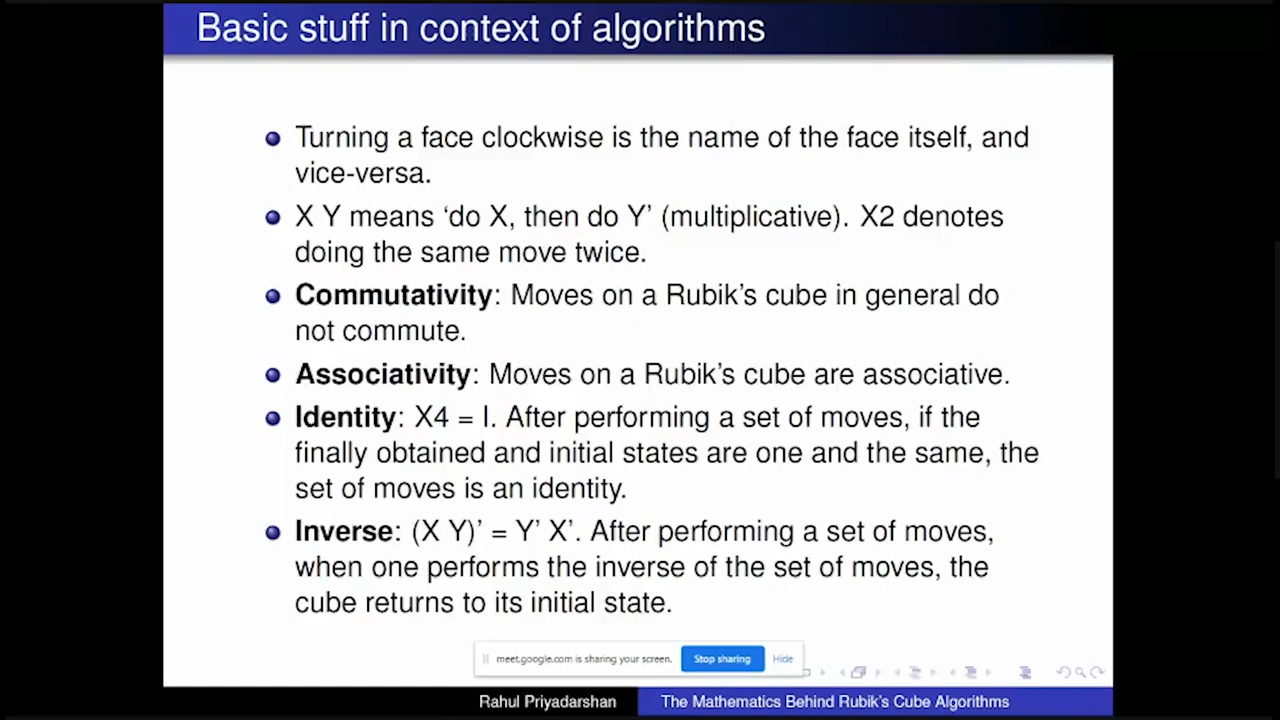 Basic stuff in context of algorithms
Turning a face clockwise is the name of the face itself, and
vice-versa.
X Y means ‘do X, then do Y’ (multiplicative). X2 denotes
doing the same move twice.
Commutativity: Moves on a Rubik’s cube in general do
not commute.
Associativity: Moves on a Rubik’s cube are associative.
Identity: X4 = I. After performing a set of moves, if the
finally obtained and initial states are one and the same, the
set of moves is an identity.
Inverse: (X Y)’ = Y’ X’. After performing a set of moves,
when one performs the inverse of the set of moves, the
cube returns to its initial state.
meet.google.com is sharing your screen. Stop sharing Hide
Rahul Priyadarshan The Mathematics Behind Rubik’s Cube Algorithms